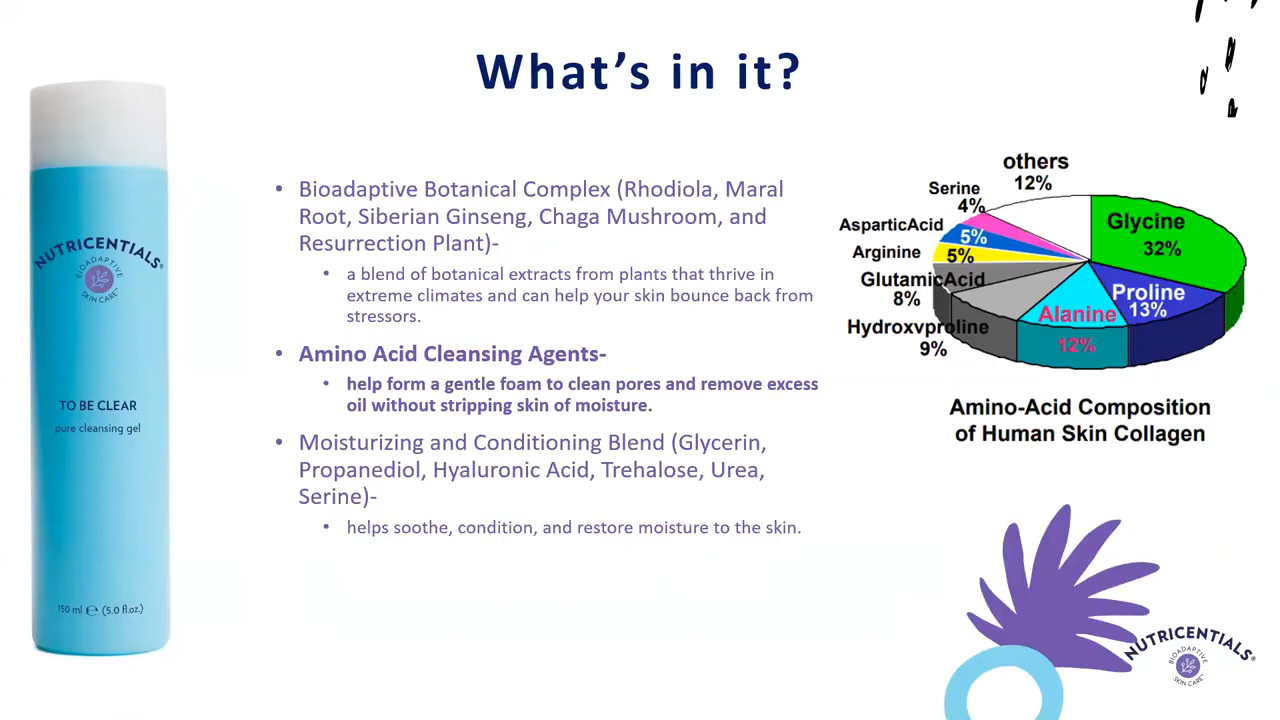 What's in it?
NUTRICENTIALS®
BIOADAPTIVE
SKIN CARE™
TO BE CLEAR
pure cleansing gel
150 ml ℮ (5.0 fl.oz.)
• Bioadaptive Botanical Complex (Rhodiola, Maral
Root, Siberian Ginseng, Chaga Mushroom, and
Resurrection Plant)-
• a blend of botanical extracts from plants that thrive in
extreme climates and can help your skin bounce back from
stressors.
• Amino Acid Cleansing Agents-
• help form a gentle foam to clean pores and remove excess
oil without stripping skin of moisture.
• Moisturizing and Conditioning Blend (Glycerin,
Propanediol, Hyaluronic Acid, Trehalose, Urea,
Serine)-
• helps soothe, condition, and restore moisture to the skin.
others
12%
Serine
4%
AsparticAcid
5%
Arginine
5%
GlutamicAcid
8%
Hydroxvproline
9%
Alanine
12%
Proline
13%
Glycine
32%
Amino-Acid Composition
of Human Skin Collagen
NUTRICENTIALS®
BIOADAPTIVE
SKIN CARE™